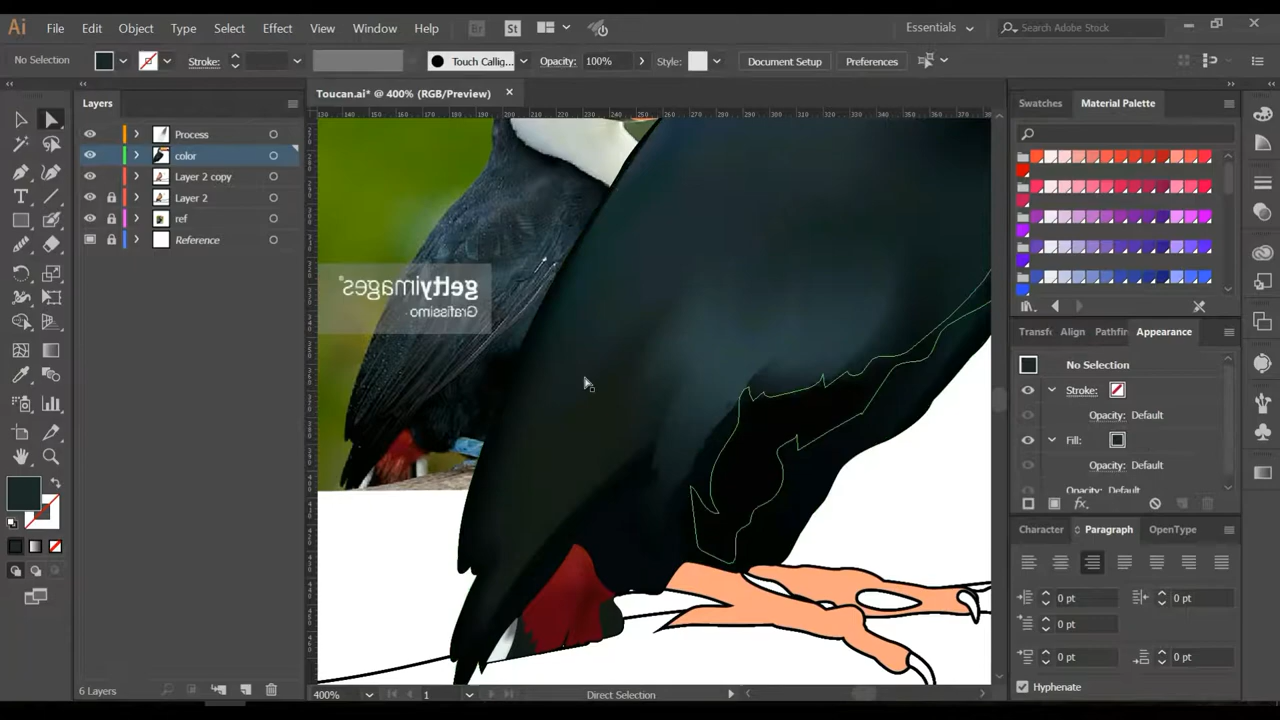 Ai File Edit Object Type Select Effect View Window Help Br St Essentials Search Adobe Stock
No Selection Stroke: Touch Callig... Opacity: 100% Style: Document Setup Preferences
Layers
Toucan.ai* @ 400% (RGB/Preview)
Swatches Material Palette
Process
color
Layer 2 copy
Layer 2
ref
Reference
gettyimages®
Grafissimo
Transf Align Pathfin Appearance
No Selection
Stroke:
Opacity: Default
Fill:
Opacity: Default
Opacity: Default
fx
Character Paragraph OpenType
0 pt 0 pt
0 pt
0 pt 0 pt
Hyphenate
6 Layers
400% 1 Direct Selection